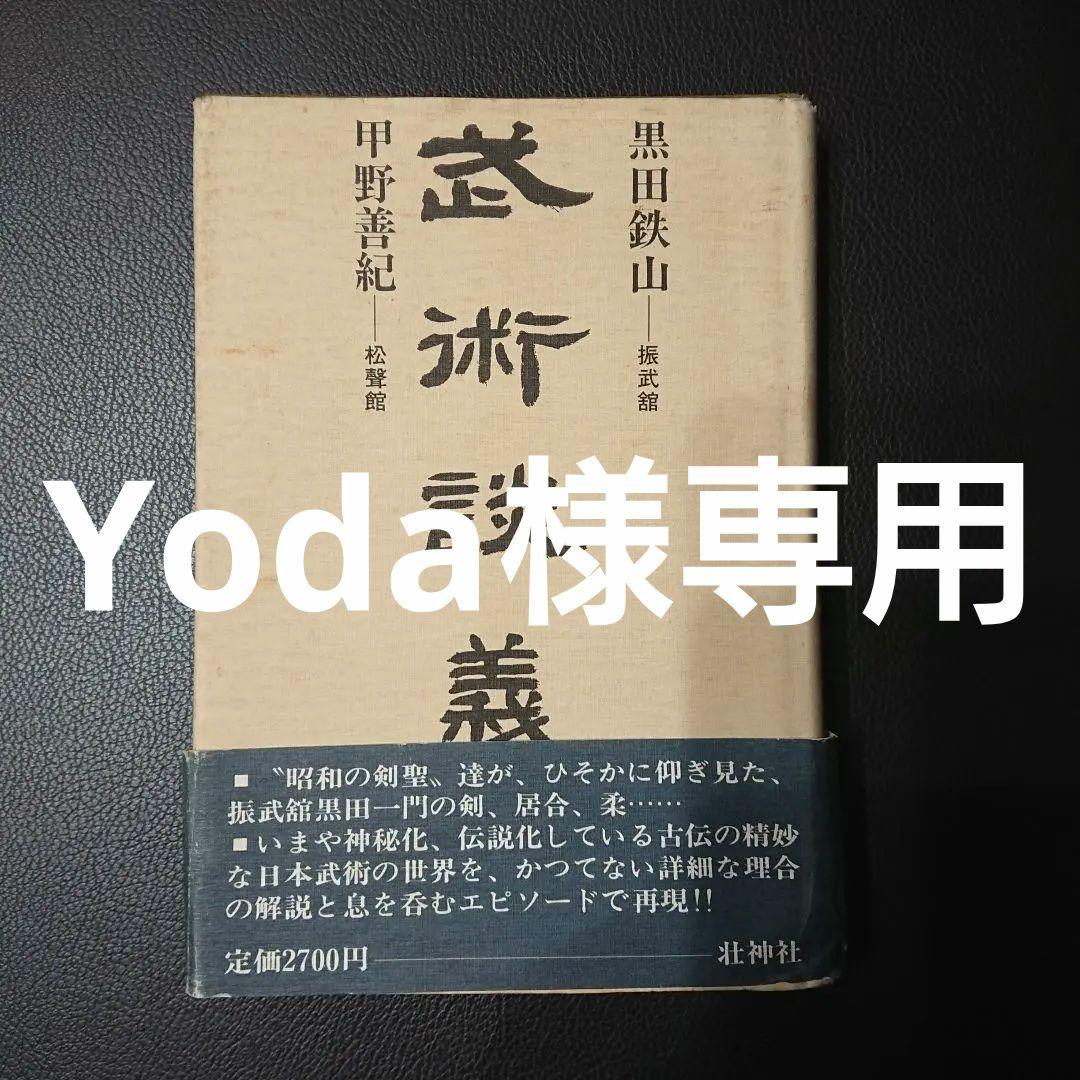 黒田鉄山──振武舘
武術談義
甲野善紀──松聲館
Yoda様専用
■〝昭和の剣聖〟達が、ひそかに仰ぎ見た、
振武舘黒田一門の剣、居合、柔……
■いまや神秘化、伝説化している古伝の精妙
な日本武術の世界を、かつてない詳細な理合
の解説と息を呑むエピソードで再現!!
定価2700円──壮神社